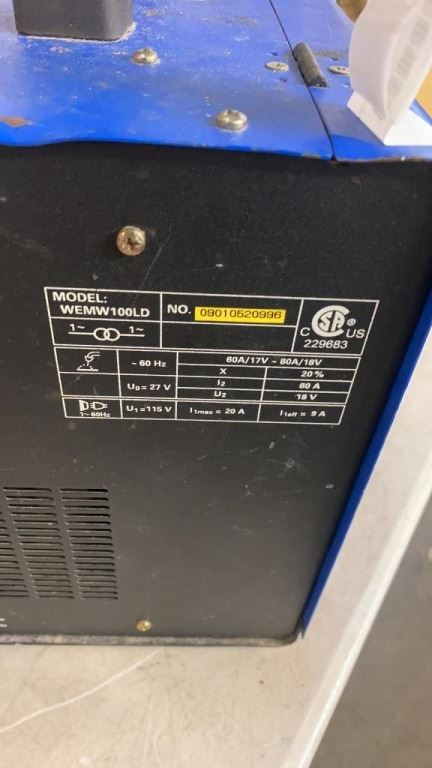 MODEL:
WEMW100LD
NO. 09010520996
1~ 1~
CSA ®
C US
229683
~ 60 Hz
60A/17V - 80A/18V
X 20 %
U₀ = 27 V
I₂ 80 A
U₂ 18 V
1~60Hz
U₁ = 115 V
I₁max = 20 A
I₁eff = 9 A